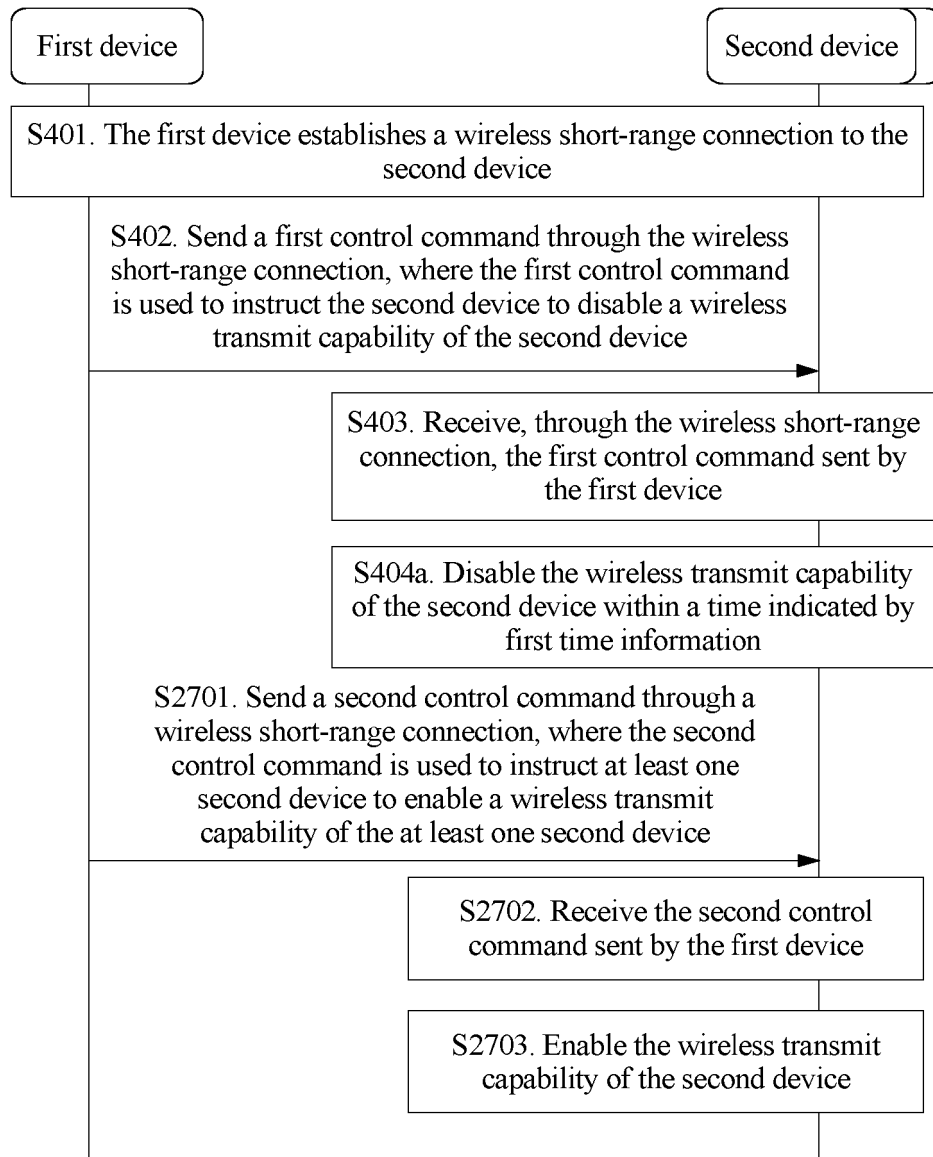 First device
Second device
S401. The first device establishes a wireless short-range connection to the
second device
S402. Send a first control command through the wireless
short-range connection, where the first control command
is used to instruct the second device to disable a wireless
transmit capability of the second device
S403. Receive, through the wireless short-range
connection, the first control command sent by
the first device
S404a. Disable the wireless transmit capability
of the second device within a time indicated by
first time information
S2701. Send a second control command through a
wireless short-range connection, where the second
control command is used to instruct at least one
second device to enable a wireless transmit
capability of the at least one second device
S2702. Receive the second control
command sent by the first device
S2703. Enable the wireless transmit
capability of the second device